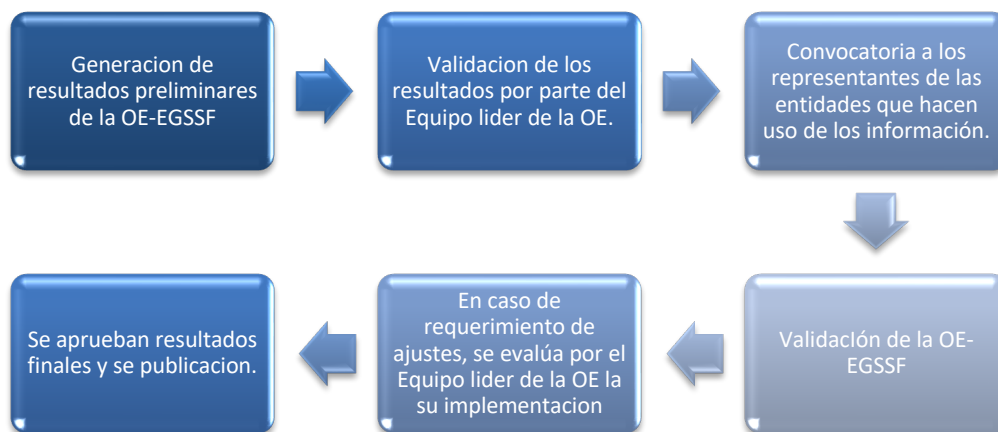 Generacion de
resultados preliminares
de la OE-EGSSF
Validacion de los
resultados por parte del
Equipo lider de la OE.
Convocatoria a los
representantes de las
entidades que hacen
uso de los información.
ValidacIón de la OE-
EGSSF
En caso de
requerimiento de
ajustes, se evalúa por el
Equipo lider de la OE la
su implementacion
Se aprueban resultados
finales y se publicacion.